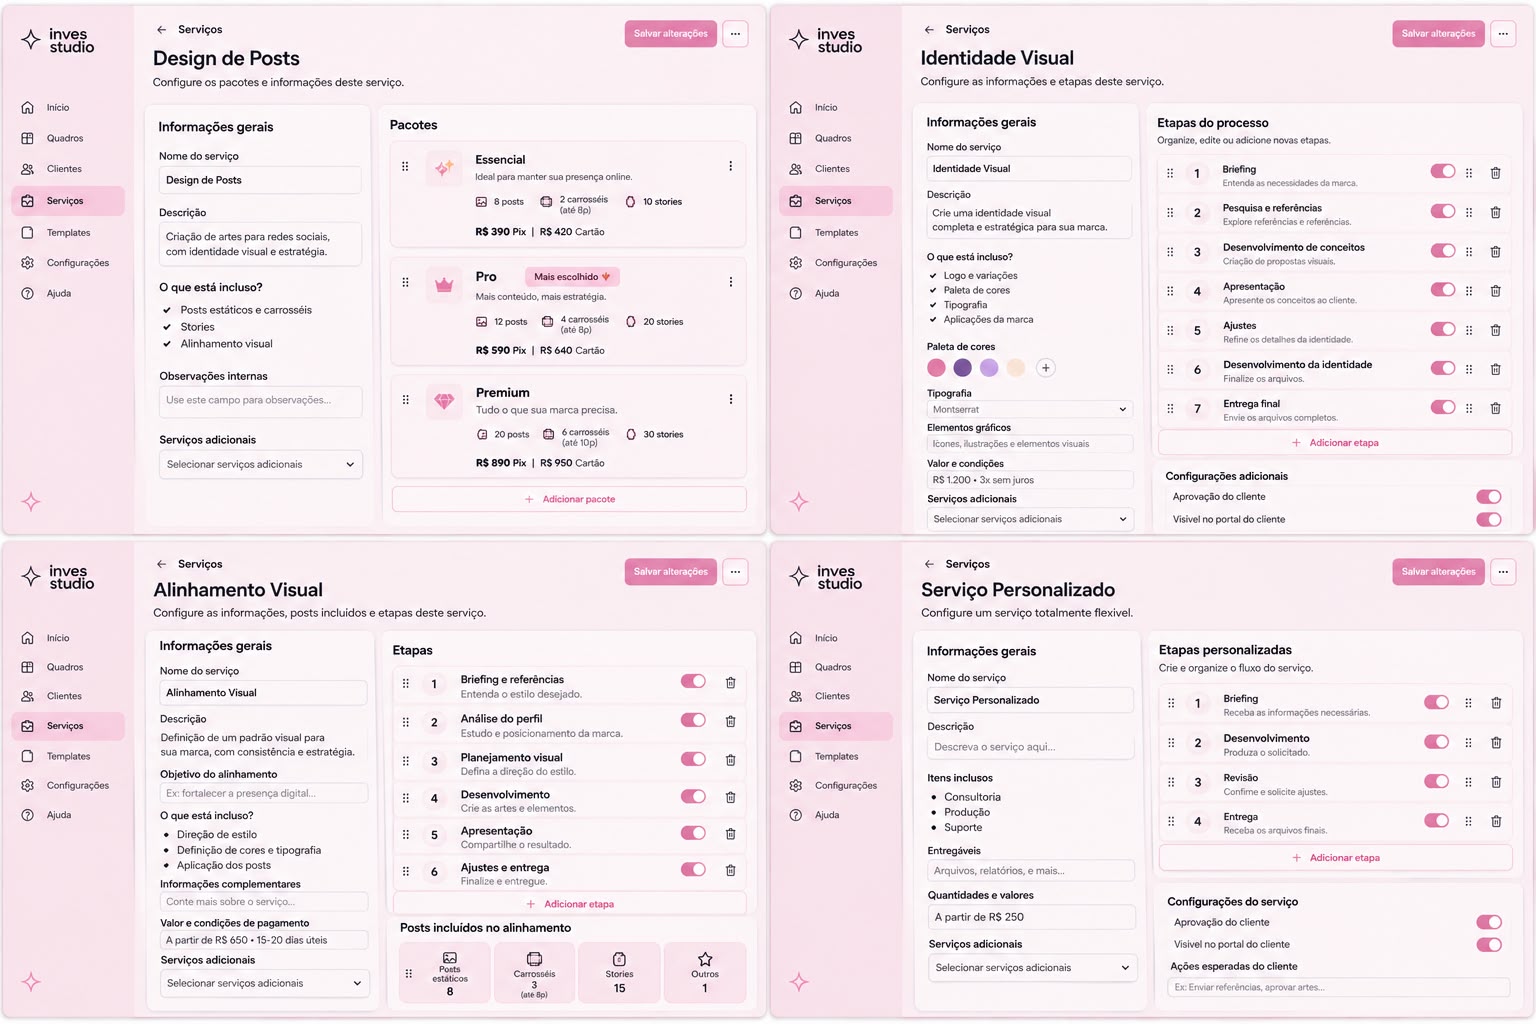 inves
studio
Início
Quadros
Clientes
Serviços
Templates
Configurações
Ajuda
← Serviços
Design de Posts
Configure os pacotes e informações deste serviço.
Salvar alterações
Informações gerais
Nome do serviço
Design de Posts
Descrição
Criação de artes para redes sociais,
com identidade visual e estratégia.
O que está incluso?
Posts estáticos e carrosséis
Stories
Alinhamento visual
Observações internas
Use este campo para observações...
Serviços adicionais
Selecionar serviços adicionais
Pacotes
Essencial
Ideal para manter sua presença online.
8 posts
2 carrosséis
(até 8p)
10 stories
R$ 390 Pix | R$ 420 Cartão
Pro
Mais escolhido
Mais conteúdo, mais estratégia.
12 posts
4 carrosséis
(até 8p)
20 stories
R$ 590 Pix | R$ 640 Cartão
Premium
Tudo o que sua marca precisa.
20 posts
6 carrosséis
(até 10p)
30 stories
R$ 890 Pix | R$ 950 Cartão
+ Adicionar pacote
inves
studio
Início
Quadros
Clientes
Serviços
Templates
Configurações
Ajuda
← Serviços
Identidade Visual
Configure as informações e etapas deste serviço.
Salvar alterações
Informações gerais
Nome do serviço
Identidade Visual
Descrição
Crie uma identidade visual
completa e estratégica para sua marca.
O que está incluso?
Logo e variações
Paleta de cores
Tipografia
Aplicações da marca
Paleta de cores
+
Tipografia
Montserrat
Elementos gráficos
Ícones, ilustrações e elementos visuais
Valor e condições
R$ 1.200 • 3x sem juros
Serviços adicionais
Selecionar serviços adicionais
Etapas do processo
Organize, edite ou adicione novas etapas.
1 Briefing
Entenda as necessidades da marca.
2 Pesquisa e referências
Explore referências e referências.
3 Desenvolvimento de conceitos
Criação de propostas visuais.
4 Apresentação
Apresente os conceitos ao cliente.
5 Ajustes
Refine os detalhes da identidade.
6 Desenvolvimento da identidade
Finalize os arquivos.
7 Entrega final
Envie os arquivos completos.
+ Adicionar etapa
Configurações adicionais
Aprovação do cliente
Visível no portal do cliente
inves
studio
Início
Quadros
Clientes
Serviços
Templates
Configurações
Ajuda
← Serviços
Alinhamento Visual
Configure as informações, posts incluídos e etapas deste serviço.
Salvar alterações
Informações gerais
Nome do serviço
Alinhamento Visual
Descrição
Definição de um padrão visual para
sua marca, com consistência e estratégia.
Objetivo do alinhamento
Ex: fortalecer a presença digital...
O que está incluso?
• Direção de estilo
• Definição de cores e tipografia
• Aplicação dos posts
Informações complementares
Conte mais sobre o serviço...
Valor e condições de pagamento
A partir de R$ 650 • 15-20 dias úteis
Serviços adicionais
Selecionar serviços adicionais
Etapas
1 Briefing e referências
Entenda o estilo desejado.
2 Análise do perfil
Estudo e posicionamento da marca.
3 Planejamento visual
Defina a direção do estilo.
4 Desenvolvimento
Crie as artes e elementos.
5 Apresentação
Compartilhe o resultado.
6 Ajustes e entrega
Finalize e entregue.
+ Adicionar etapa
Posts incluídos no alinhamento
Posts
estáticos
8
Carrosséis
3
(até 8p)
Stories
15
Outros
1
inves
studio
Início
Quadros
Clientes
Serviços
Templates
Configurações
Ajuda
← Serviços
Serviço Personalizado
Configure um serviço totalmente flexível.
Salvar alterações
Informações gerais
Nome do serviço
Serviço Personalizado
Descrição
Descreva o serviço aqui...
Itens inclusos
• Consultoria
• Produção
• Suporte
Entregáveis
Arquivos, relatórios, e mais...
Quantidades e valores
A partir de R$ 250
Serviços adicionais
Selecionar serviços adicionais
Etapas personalizadas
Crie e organize o fluxo do serviço.
1 Briefing
Receba as informações necessárias.
2 Desenvolvimento
Produza o solicitado.
3 Revisão
Confirme e solicite ajustes.
4 Entrega
Receba os arquivos finais.
+ Adicionar etapa
Configurações do serviço
Aprovação do cliente
Visível no portal do cliente
Ações esperadas do cliente
Ex: Enviar referências, aprovar artes...